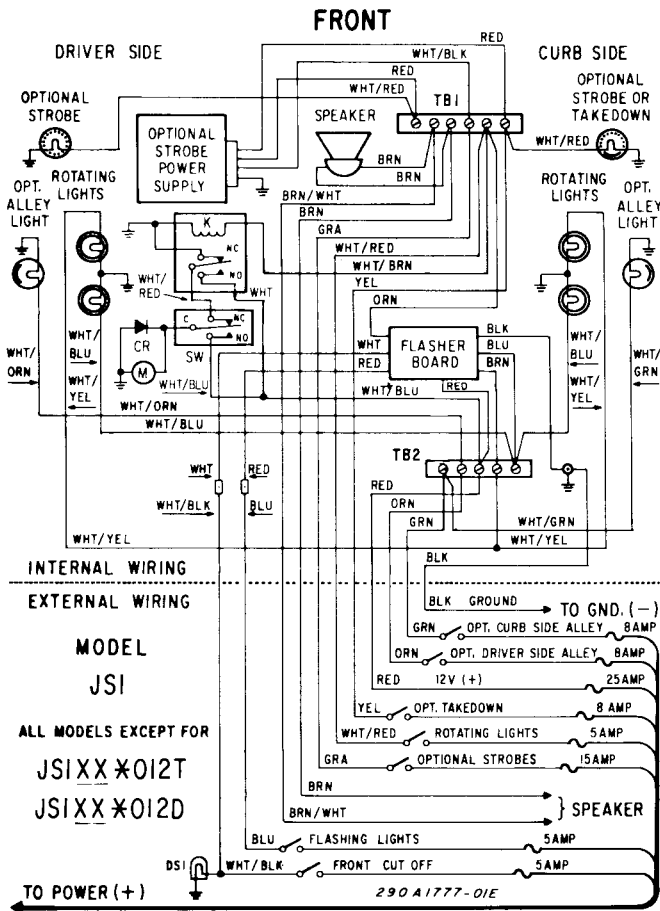 FRONT
DRIVER SIDE
CURB SIDE
RED
WHT/BLK
RED
WHT/RED
OPTIONAL
STROBE
OPTIONAL
STROBE
POWER
SUPPLY
SPEAKER
TB1
OPTIONAL
STROBE OR
TAKEDOWN
WHT/RED
BRN
BRN
OPT.
ALLEY
LIGHT
ROTATING
LIGHTS
ROTATING
LIGHTS
OPT.
ALLEY
LIGHT
BRN/WHT
BRN
GRA
WHT/RED
WHT/BRN
YEL
ORN
K
NC
NO
WHT/
RED
WHT
C
NC
NO
CR
M
SW
WHT/BLU
WHT
RED
FLASHER
BOARD
BLK
BLU
BRN
RED
WHT/BLU
WHT/
ORN
WHT/
BLU
WHT/
YEL
WHT/
BLU
WHT/
YEL
WHT/
GRN
WHT/ORN
WHT/BLU
TB2
WHT
RED
WHT/BLK
BLU
RED
ORN
GRN
WHT/GRN
WHT/YEL
WHT/YEL
BLK
INTERNAL WIRING
EXTERNAL WIRING
BLK GROUND
TO GND. (−)
GRN OPT. CURB SIDE ALLEY 8AMP
ORN OPT. DRIVER SIDE ALLEY 8AMP
RED 12V (+) 25AMP
YEL OPT. TAKEDOWN 8 AMP
WHT/RED ROTATING LIGHTS 5AMP
GRA OPTIONAL STROBES 15AMP
BRN
BRN/WHT
} SPEAKER
BLU FLASHING LIGHTS 5AMP
DS1 WHT/BLK FRONT CUT OFF 5AMP
MODEL
JS1
ALL MODELS EXCEPT FOR
JS1XX*012T
JS1XX*012D
TO POWER (+)
290A1777-01E